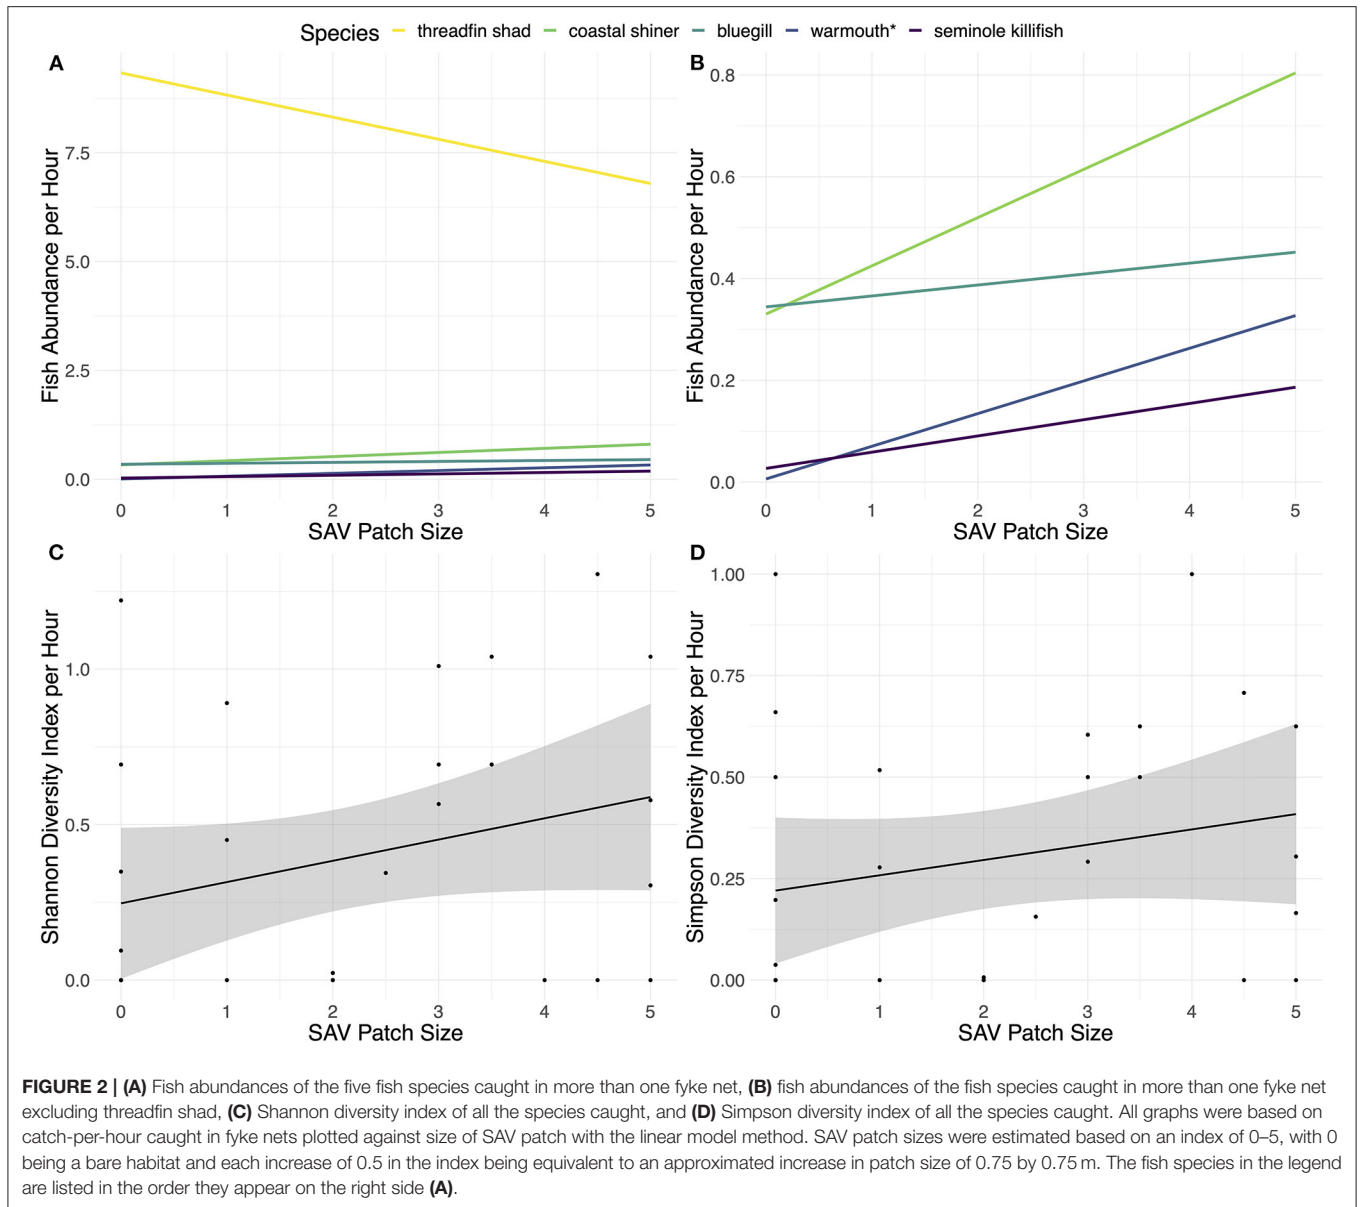 Species threadfin shad coastal shiner bluegill warmouth* seminole killifish
A
Fish Abundance per Hour
7.5
5.0
2.5
0.0
0 1 2 3 4 5
SAV Patch Size
B
Fish Abundance per Hour
0.8
0.6
0.4
0.2
0.0
0 1 2 3 4 5
SAV Patch Size
C
Shannon Diversity Index per Hour
1.0
0.5
0.0
0 1 2 3 4 5
SAV Patch Size
D
Simpson Diversity Index per Hour
1.00
0.75
0.50
0.25
0.00
0 1 2 3 4 5
SAV Patch Size
FIGURE 2 | (A) Fish abundances of the five fish species caught in more than one fyke net, (B) fish abundances of the fish species caught in more than one fyke net
excluding threadfin shad, (C) Shannon diversity index of all the species caught, and (D) Simpson diversity index of all the species caught. All graphs were based on
catch-per-hour caught in fyke nets plotted against size of SAV patch with the linear model method. SAV patch sizes were estimated based on an index of 0–5, with 0
being a bare habitat and each increase of 0.5 in the index being equivalent to an approximated increase in patch size of 0.75 by 0.75 m. The fish species in the legend
are listed in the order they appear on the right side (A).